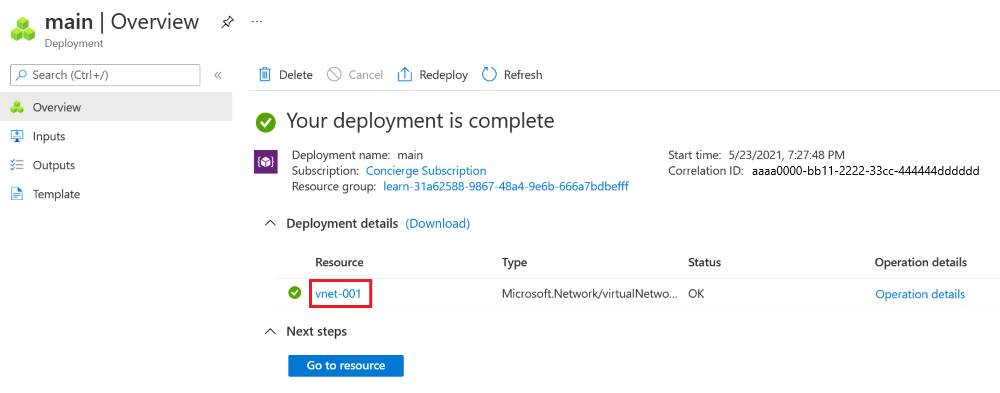 main | Overview ...
Deployment
Search (Ctrl+/) «
Overview
Inputs
Outputs
Template
Delete Cancel Redeploy Refresh
Your deployment is complete
Deployment name: main Start time: 5/23/2021, 7:27:48 PM
Subscription: Concierge Subscription Correlation ID: aaaa0000-bb11-2222-33cc-444444dddddd
Resource group: learn-31a62588-9867-48a4-9e6b-666a7bdbefff
Deployment details (Download)
Resource Type Status Operation details
vnet-001 Microsoft.Network/virtualNetwo... OK Operation details
Next steps
Go to resource